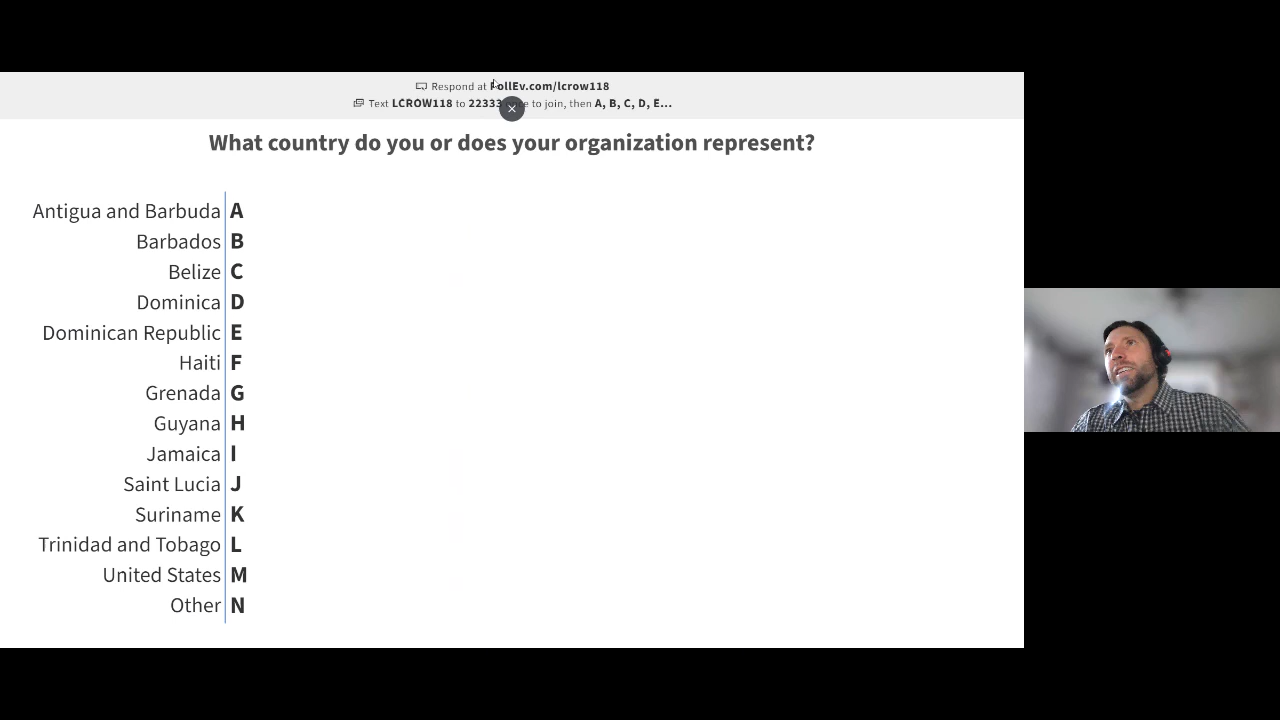 Respond at PollEv.com/lcrow118
Text LCROW118 to 22333 to join, then A, B, C, D, E...
What country do you or does your organization represent?
Antigua and Barbuda A
Barbados B
Belize C
Dominica D
Dominican Republic E
Haiti F
Grenada G
Guyana H
Jamaica I
Saint Lucia J
Suriname K
Trinidad and Tobago L
United States M
Other N